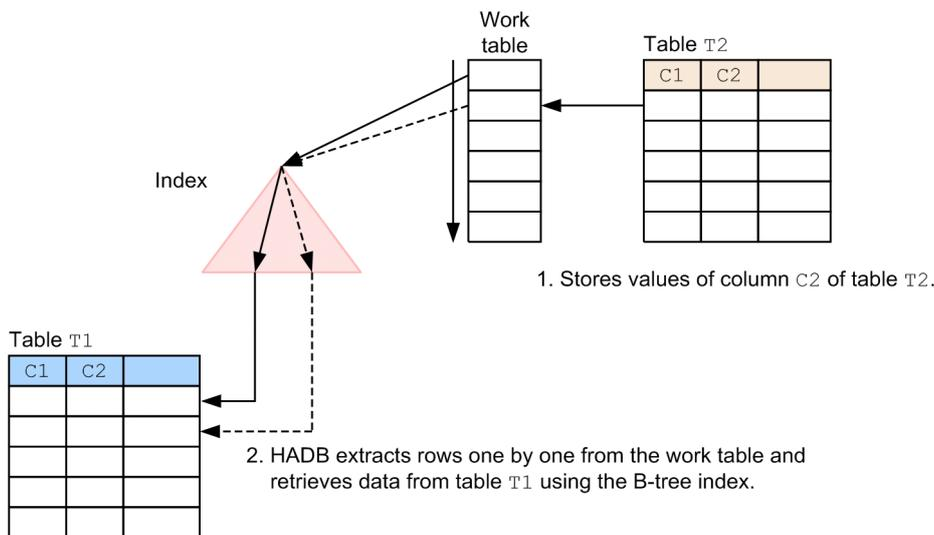 Work
table
Table T2
C1 C2
Index
1. Stores values of column C2 of table T2.
Table T1
C1 C2
2. HADB extracts rows one by one from the work table and
retrieves data from table T1 using the B-tree index.